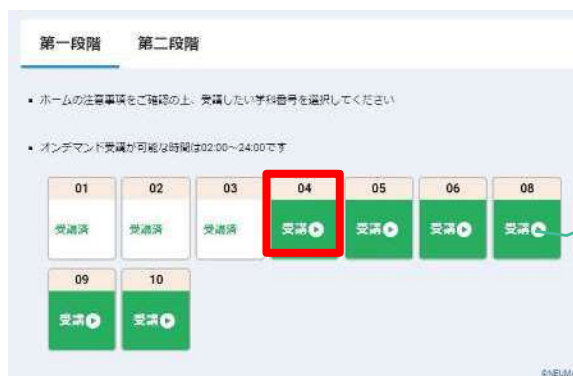 第一段階 第二段階
• ホームの注意事項をご確認の上、受講したい学科番号を選択してください
• オンデマンド受講が可能な時間は02:00～24:00です
01 02 03 04 05 06 08
受講済 受講済 受講済 受講 受講 受講 受講
09 10
受講 受講